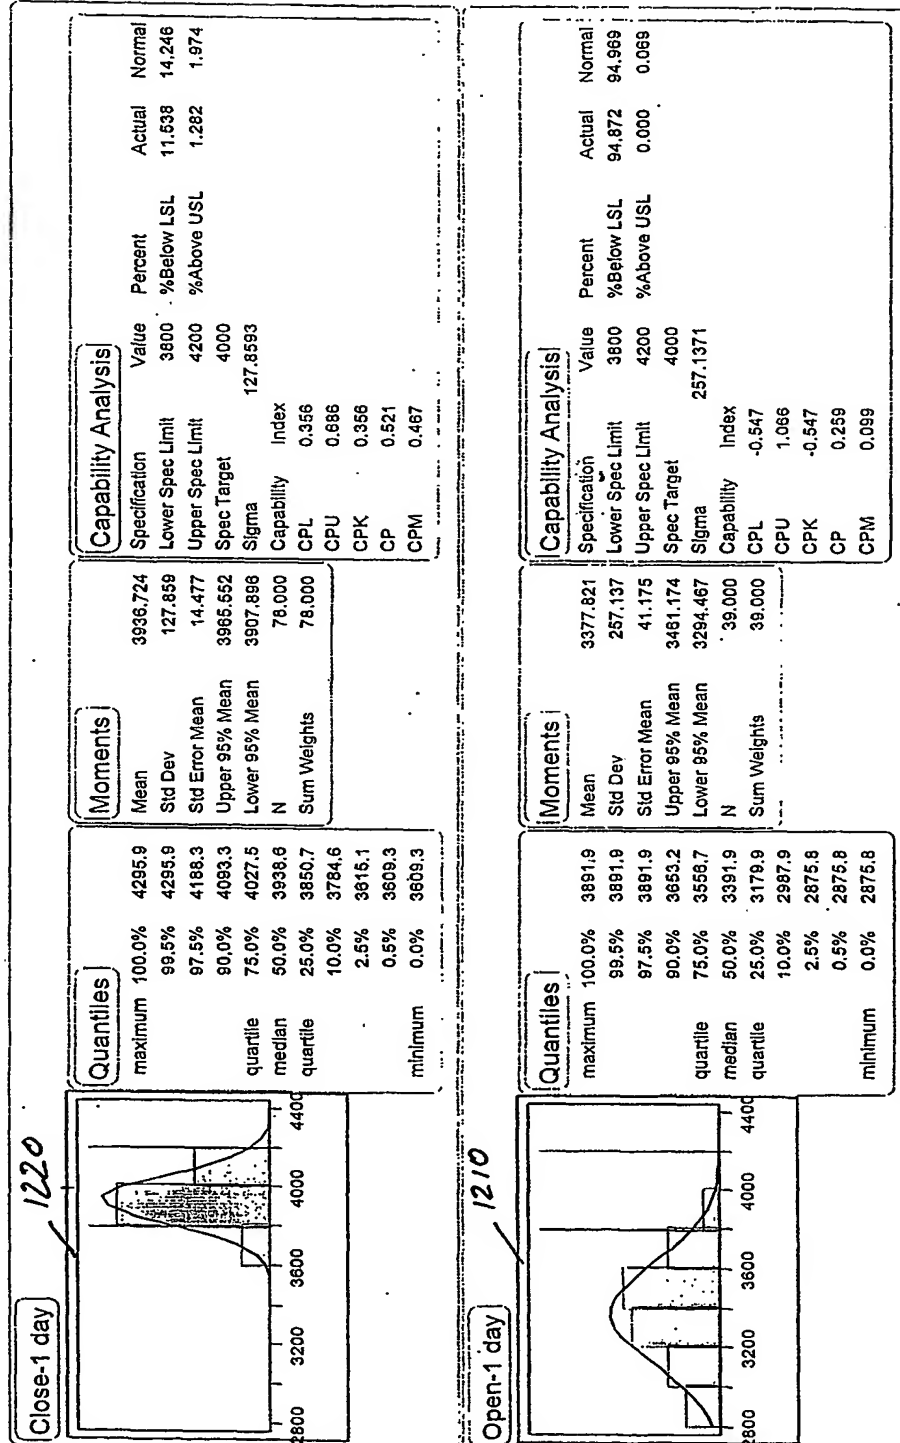 Close-1 day
1220
2800 3200 3600 4000 4400
Quantiles
maximum 100.0% 4295.9
99.5% 4295.9
97.5% 4188.3
90.0% 4093.3
quartile 75.0% 4027.5
median 50.0% 3938.6
quartile 25.0% 3850.7
10.0% 3784.6
2.5% 3615.1
0.5% 3609.3
minimum 0.0% 3609.3
Moments
Mean 3936.724
Std Dev 127.859
Std Error Mean 14.477
Upper 95% Mean 3965.552
Lower 95% Mean 3907.896
N 78.000
Sum Weights 78.000
Capability Analysis
Specification Value Percent Actual Normal
Lower Spec Limit 3800 %Below LSL 11.538 14.246
Upper Spec Limit 4200 %Above USL 1.282 1.974
Spec Target 4000
Sigma 127.8593
Capability Index
CPL 0.356
CPU 0.686
CPK 0.356
CP 0.521
CPM 0.467
Open-1 day
1210
2800 3200 3600 4000 4400
Quantiles
maximum 100.0% 3891.9
99.5% 3891.9
97.5% 3891.9
90.0% 3653.2
quartile 75.0% 3556.7
median 50.0% 3391.9
quartile 25.0% 3179.9
10.0% 2987.9
2.5% 2875.8
0.5% 2875.8
minimum 0.0% 2875.8
Moments
Mean 3377.821
Std Dev 257.137
Std Error Mean 41.175
Upper 95% Mean 3461.174
Lower 95% Mean 3294.467
N 39.000
Sum Weights 39.000
Capability Analysis
Specification Value Percent Actual Normal
Lower Spec Limit 3800 %Below LSL 94.872 94.969
Upper Spec Limit 4200 %Above USL 0.000 0.069
Spec Target 4000
Sigma 257.1371
Capability Index
CPL -0.547
CPU 1.066
CPK -0.547
CP 0.259
CPM 0.099